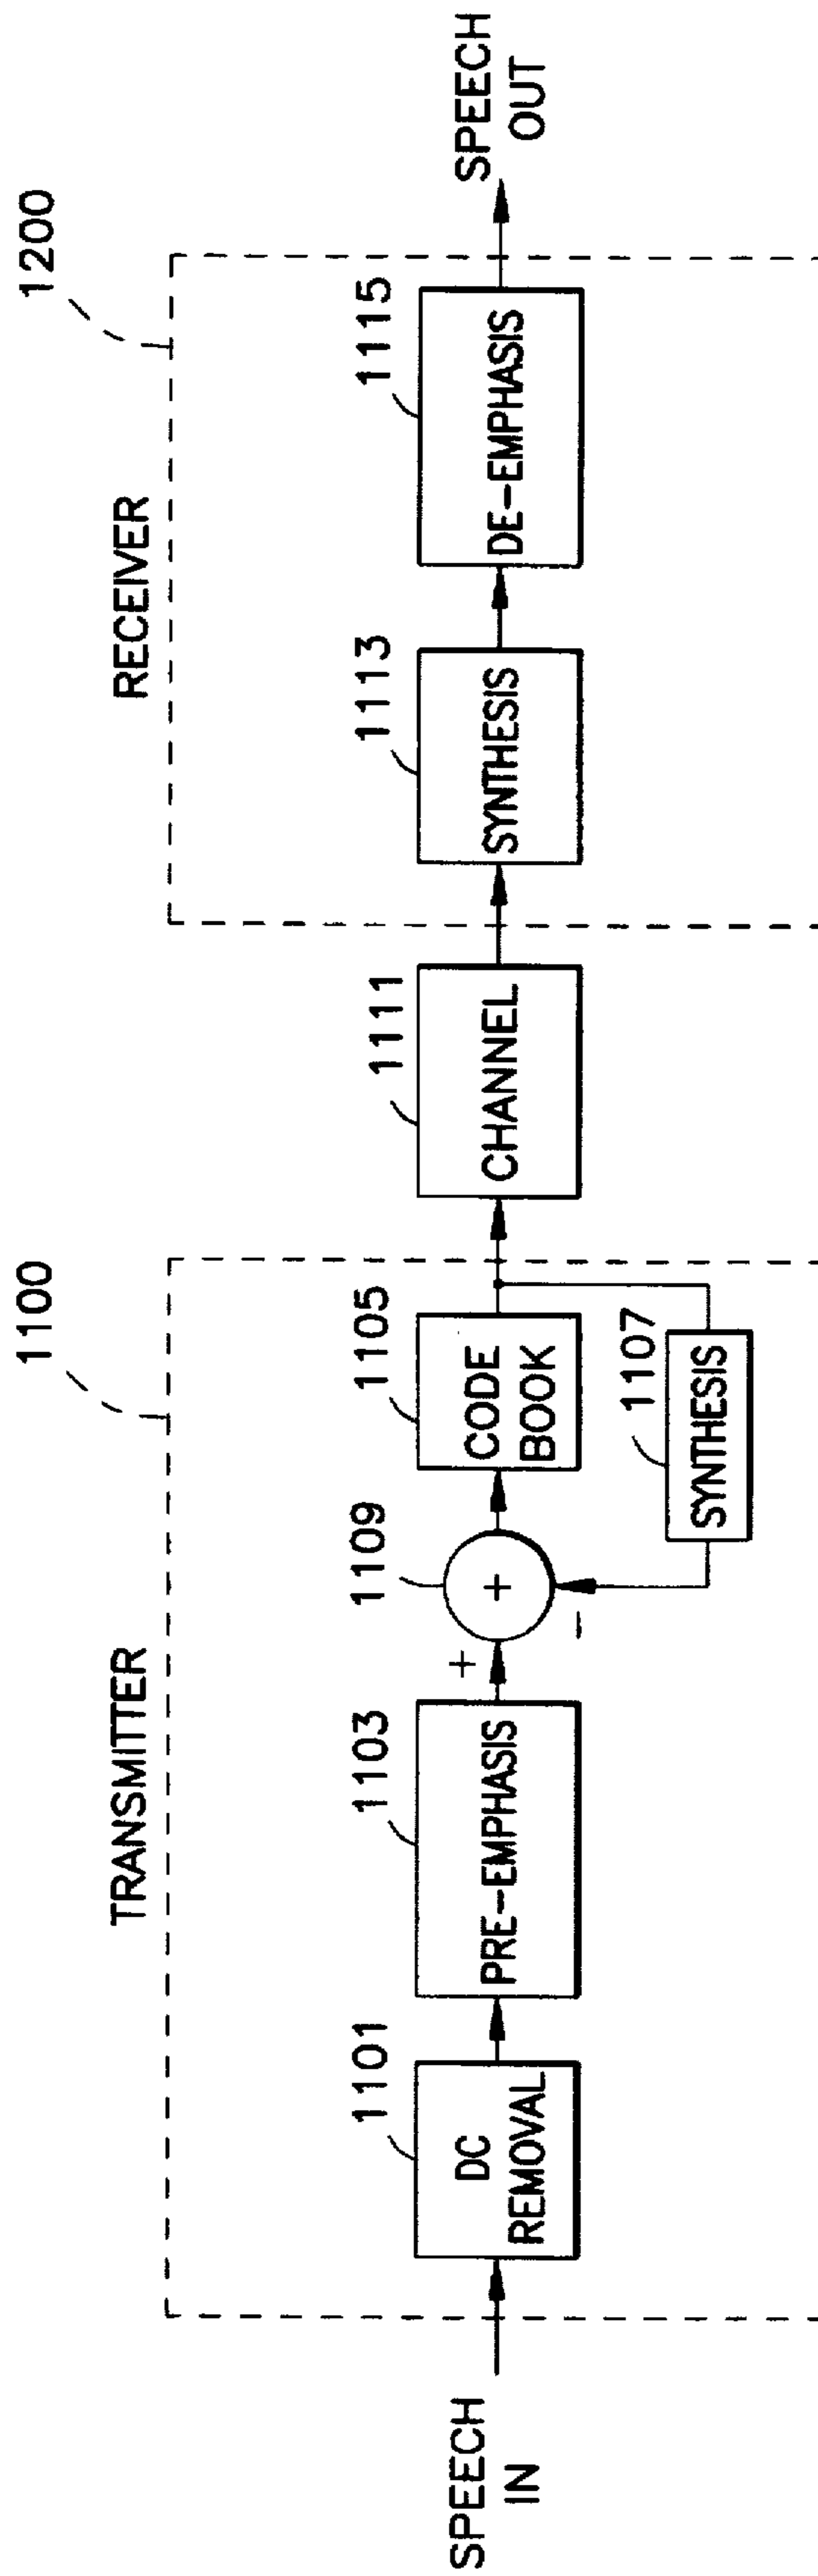 TRANSMITTER
1100
RECEIVER
1200
SPEECH
IN
1101
DC
REMOVAL
1103
PRE-EMPHASIS
+
1109
+
-
1105
CODE
BOOK
1107
SYNTHESIS
1111
CHANNEL
1113
SYNTHESIS
1115
DE-EMPHASIS
SPEECH
OUT